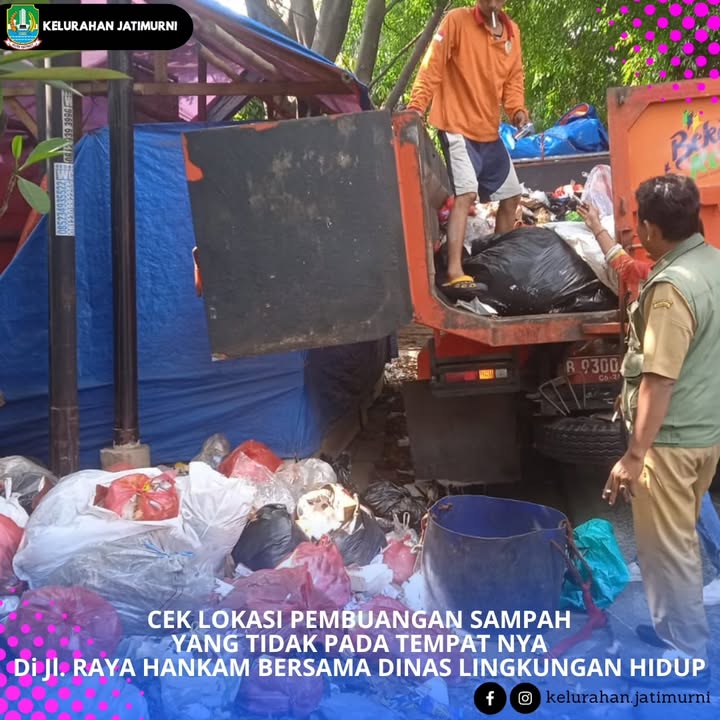 KELURAHAN JATIMURNI
CEK LOKASI PEMBUANGAN SAMPAH
YANG TIDAK PADA TEMPAT NYA
Di Jl. RAYA HANKAM BERSAMA DINAS LINGKUNGAN HIDUP
kelurahan.jatimurni